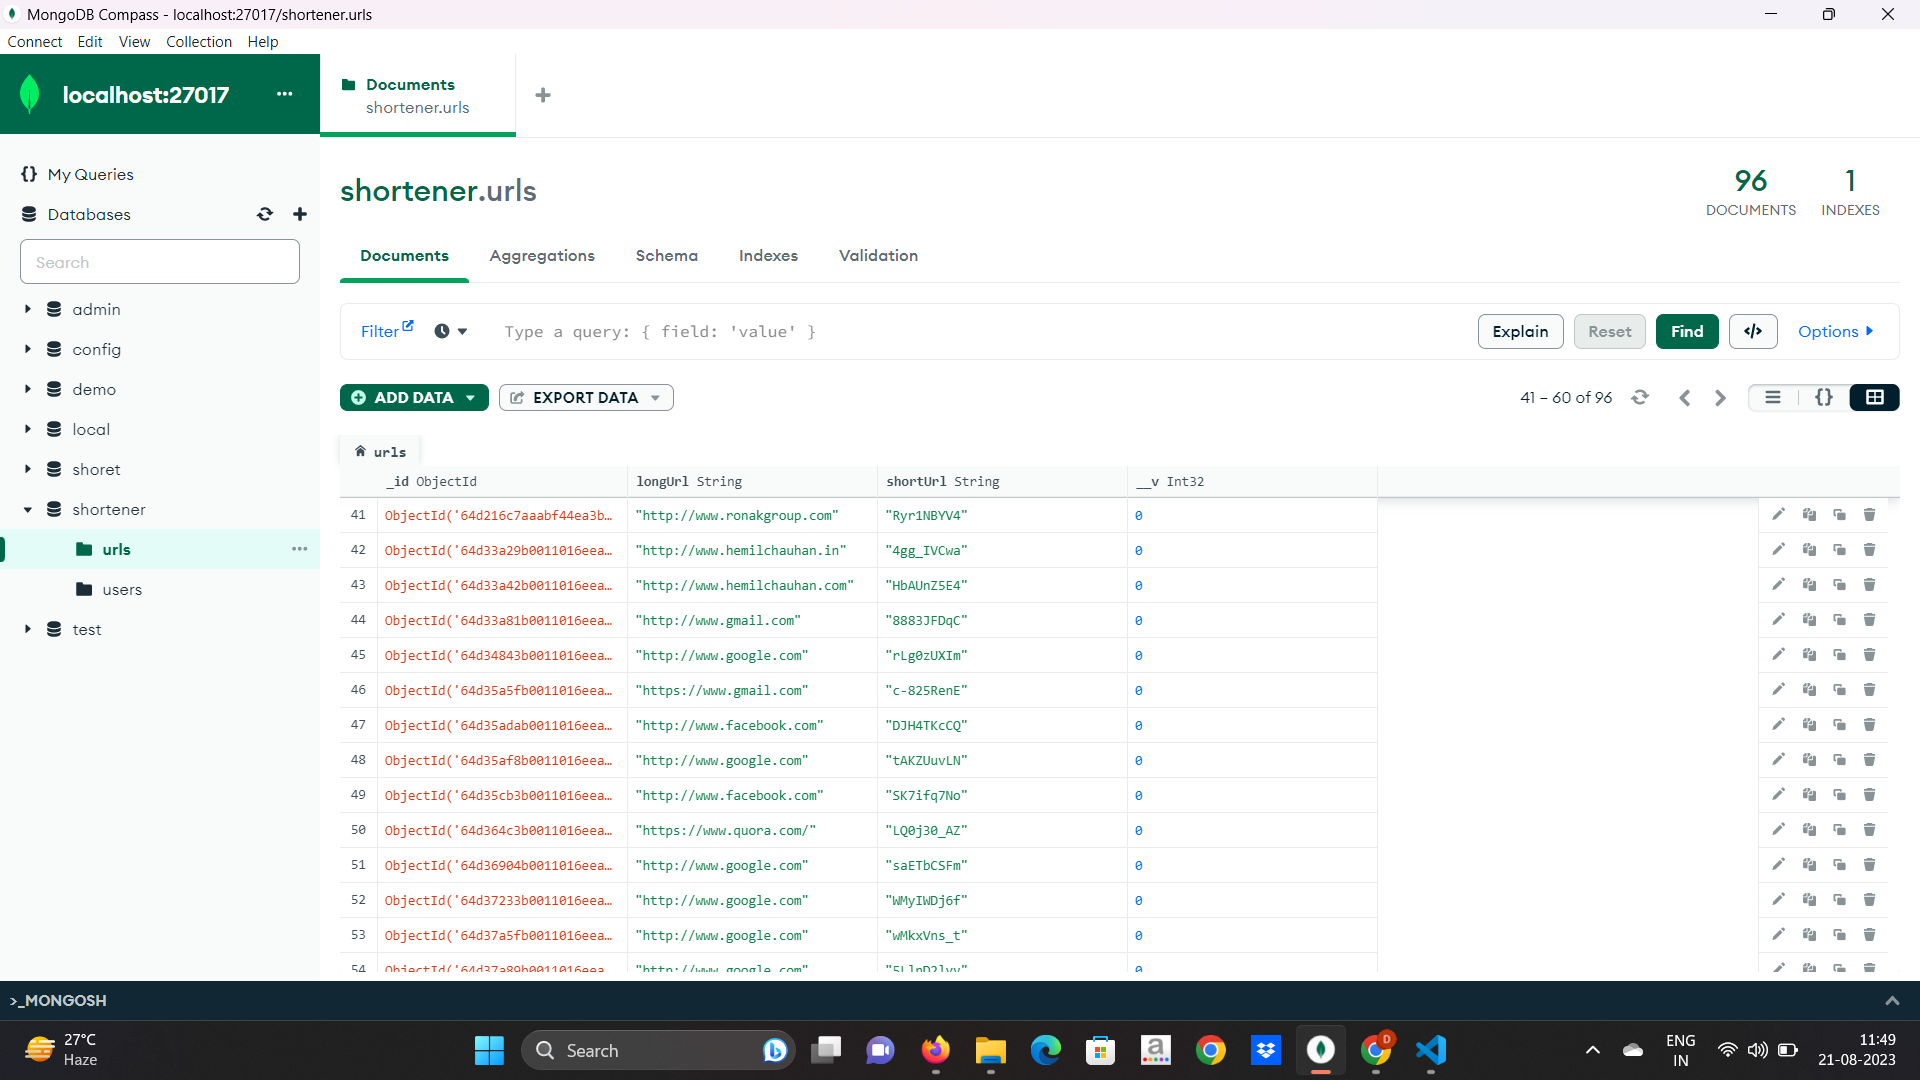 MongoDB Compass - localhost:27017/shortener.urls
Connect Edit View Collection Help
localhost:27017 ...
Documents
shortener.urls
My Queries
Databases
Search
admin
config
demo
local
shoret
shortener
urls
users
test
shortener.urls
96
DOCUMENTS
1
INDEXES
Documents Aggregations Schema Indexes Validation
Filter Type a query: { field: 'value' } Explain Reset Find </> Options
ADD DATA EXPORT DATA 41 – 60 of 96 {}
urls
_id ObjectId longUrl String shortUrl String __v Int32
41 ObjectId('64d216c7aaabf44ea3b… "http://www.ronakgroup.com" "Ryr1NBYV4" 0
42 ObjectId('64d33a29b0011016eea… "http://www.hemilchauhan.in" "4gg_IVCwa" 0
43 ObjectId('64d33a42b0011016eea… "http://www.hemilchauhan.com" "HbAUnZ5E4" 0
44 ObjectId('64d33a81b0011016eea… "http://www.gmail.com" "8883JFDqC" 0
45 ObjectId('64d34843b0011016eea… "http://www.google.com" "rLg0zUXIm" 0
46 ObjectId('64d35a5fb0011016eea… "https://www.gmail.com" "c-825RenE" 0
47 ObjectId('64d35adab0011016eea… "http://www.facebook.com" "DJH4TKcCQ" 0
48 ObjectId('64d35af8b0011016eea… "http://www.google.com" "tAKZUuvLN" 0
49 ObjectId('64d35cb3b0011016eea… "http://www.facebook.com" "SK7ifq7No" 0
50 ObjectId('64d364c3b0011016eea… "https://www.quora.com/" "LQ0j30_AZ" 0
51 ObjectId('64d36904b0011016eea… "http://www.google.com" "saETbCSFm" 0
52 ObjectId('64d37233b0011016eea… "http://www.google.com" "WMyIWDj6f" 0
53 ObjectId('64d37a5fb0011016eea… "http://www.google.com" "wMkxVns_t" 0
54 ObjectId('64d37a89b0011016eea… "http://www.google.com" 0
>_MONGOSH
27°C
Haze
Search
ENG
IN
11:49
21-08-2023